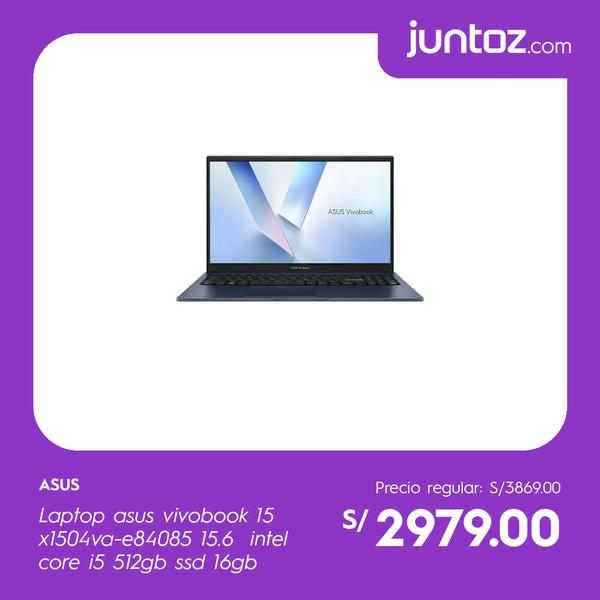 juntoz.com
ASUS Vivobook
ASUS
Precio regular: S/3869.00
Laptop asus vivobook 15
x1504va-e84085 15.6 intel
core i5 512gb ssd 16gb
S/ 2979.00